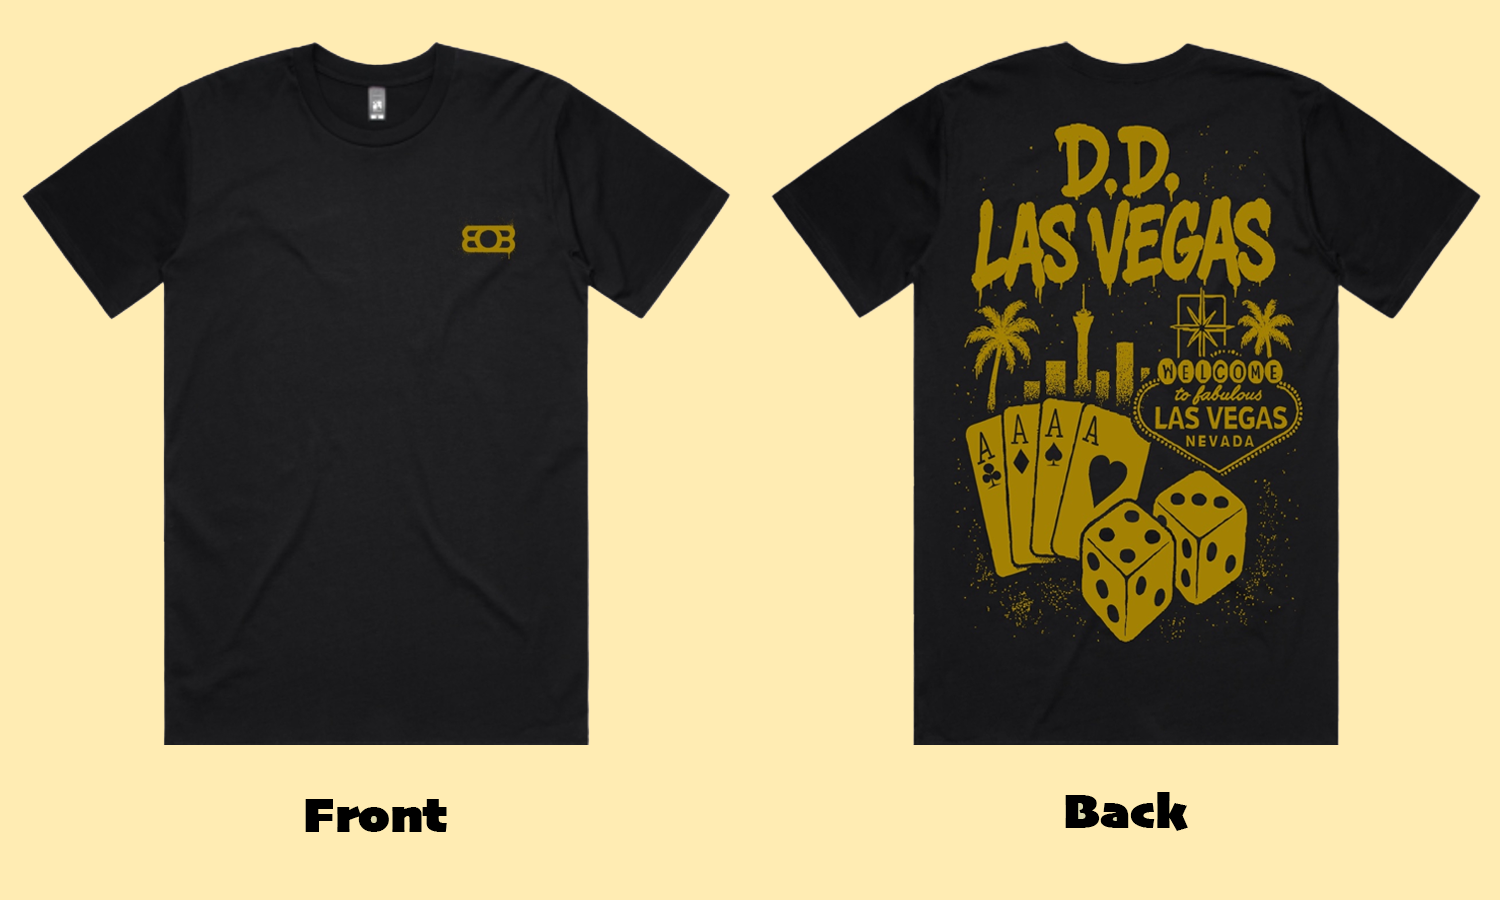 BOB
D.D.
LAS VEGAS
WELCOME
to fabulous
LAS VEGAS
NEVADA
A
A
A
A
Front
Back